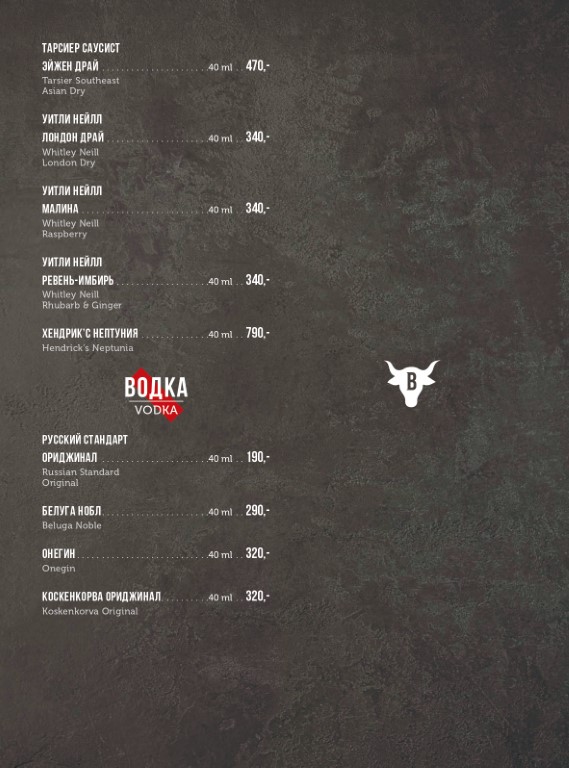 ТАРСИЕР САУСИСТ
ЭЙЖЕН ДРАЙ 40 ml 470,-
Tarsier Southeast
Asian Dry
УИТЛИ НЕЙЛЛ
ЛОНДОН ДРАЙ 40 ml 340,-
Whitley Neill
London Dry
УИТЛИ НЕЙЛЛ
МАЛИНА 40 ml 340,-
Whitley Neill
Raspberry
УИТЛИ НЕЙЛЛ
РЕВЕНЬ-ИМБИРЬ 40 ml 340,-
Whitley Neill
Rhubarb & Ginger
ХЕНДРИК'С НЕПТУНИЯ 40 ml 790,-
Hendrick's Neptunia
ВОДКА
VODKA
B
РУССКИЙ СТАНДАРТ
ОРИДЖИНАЛ 40 ml 190,-
Russian Standard
Original
БЕЛУГА НОБЛ 40 ml 290,-
Beluga Noble
ОНЕГИН 40 ml 320,-
Onegin
КОСКЕНКОРВА ОРИДЖИНАЛ 40 ml 320,-
Koskenkorva Original